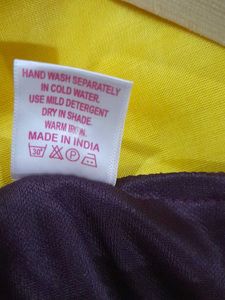 HAND WASH SEPARATELY
IN COLD WATER.
USE MILD DETERGENT
DRY IN SHADE.
WARM IRON.
MADE IN INDIA
30°